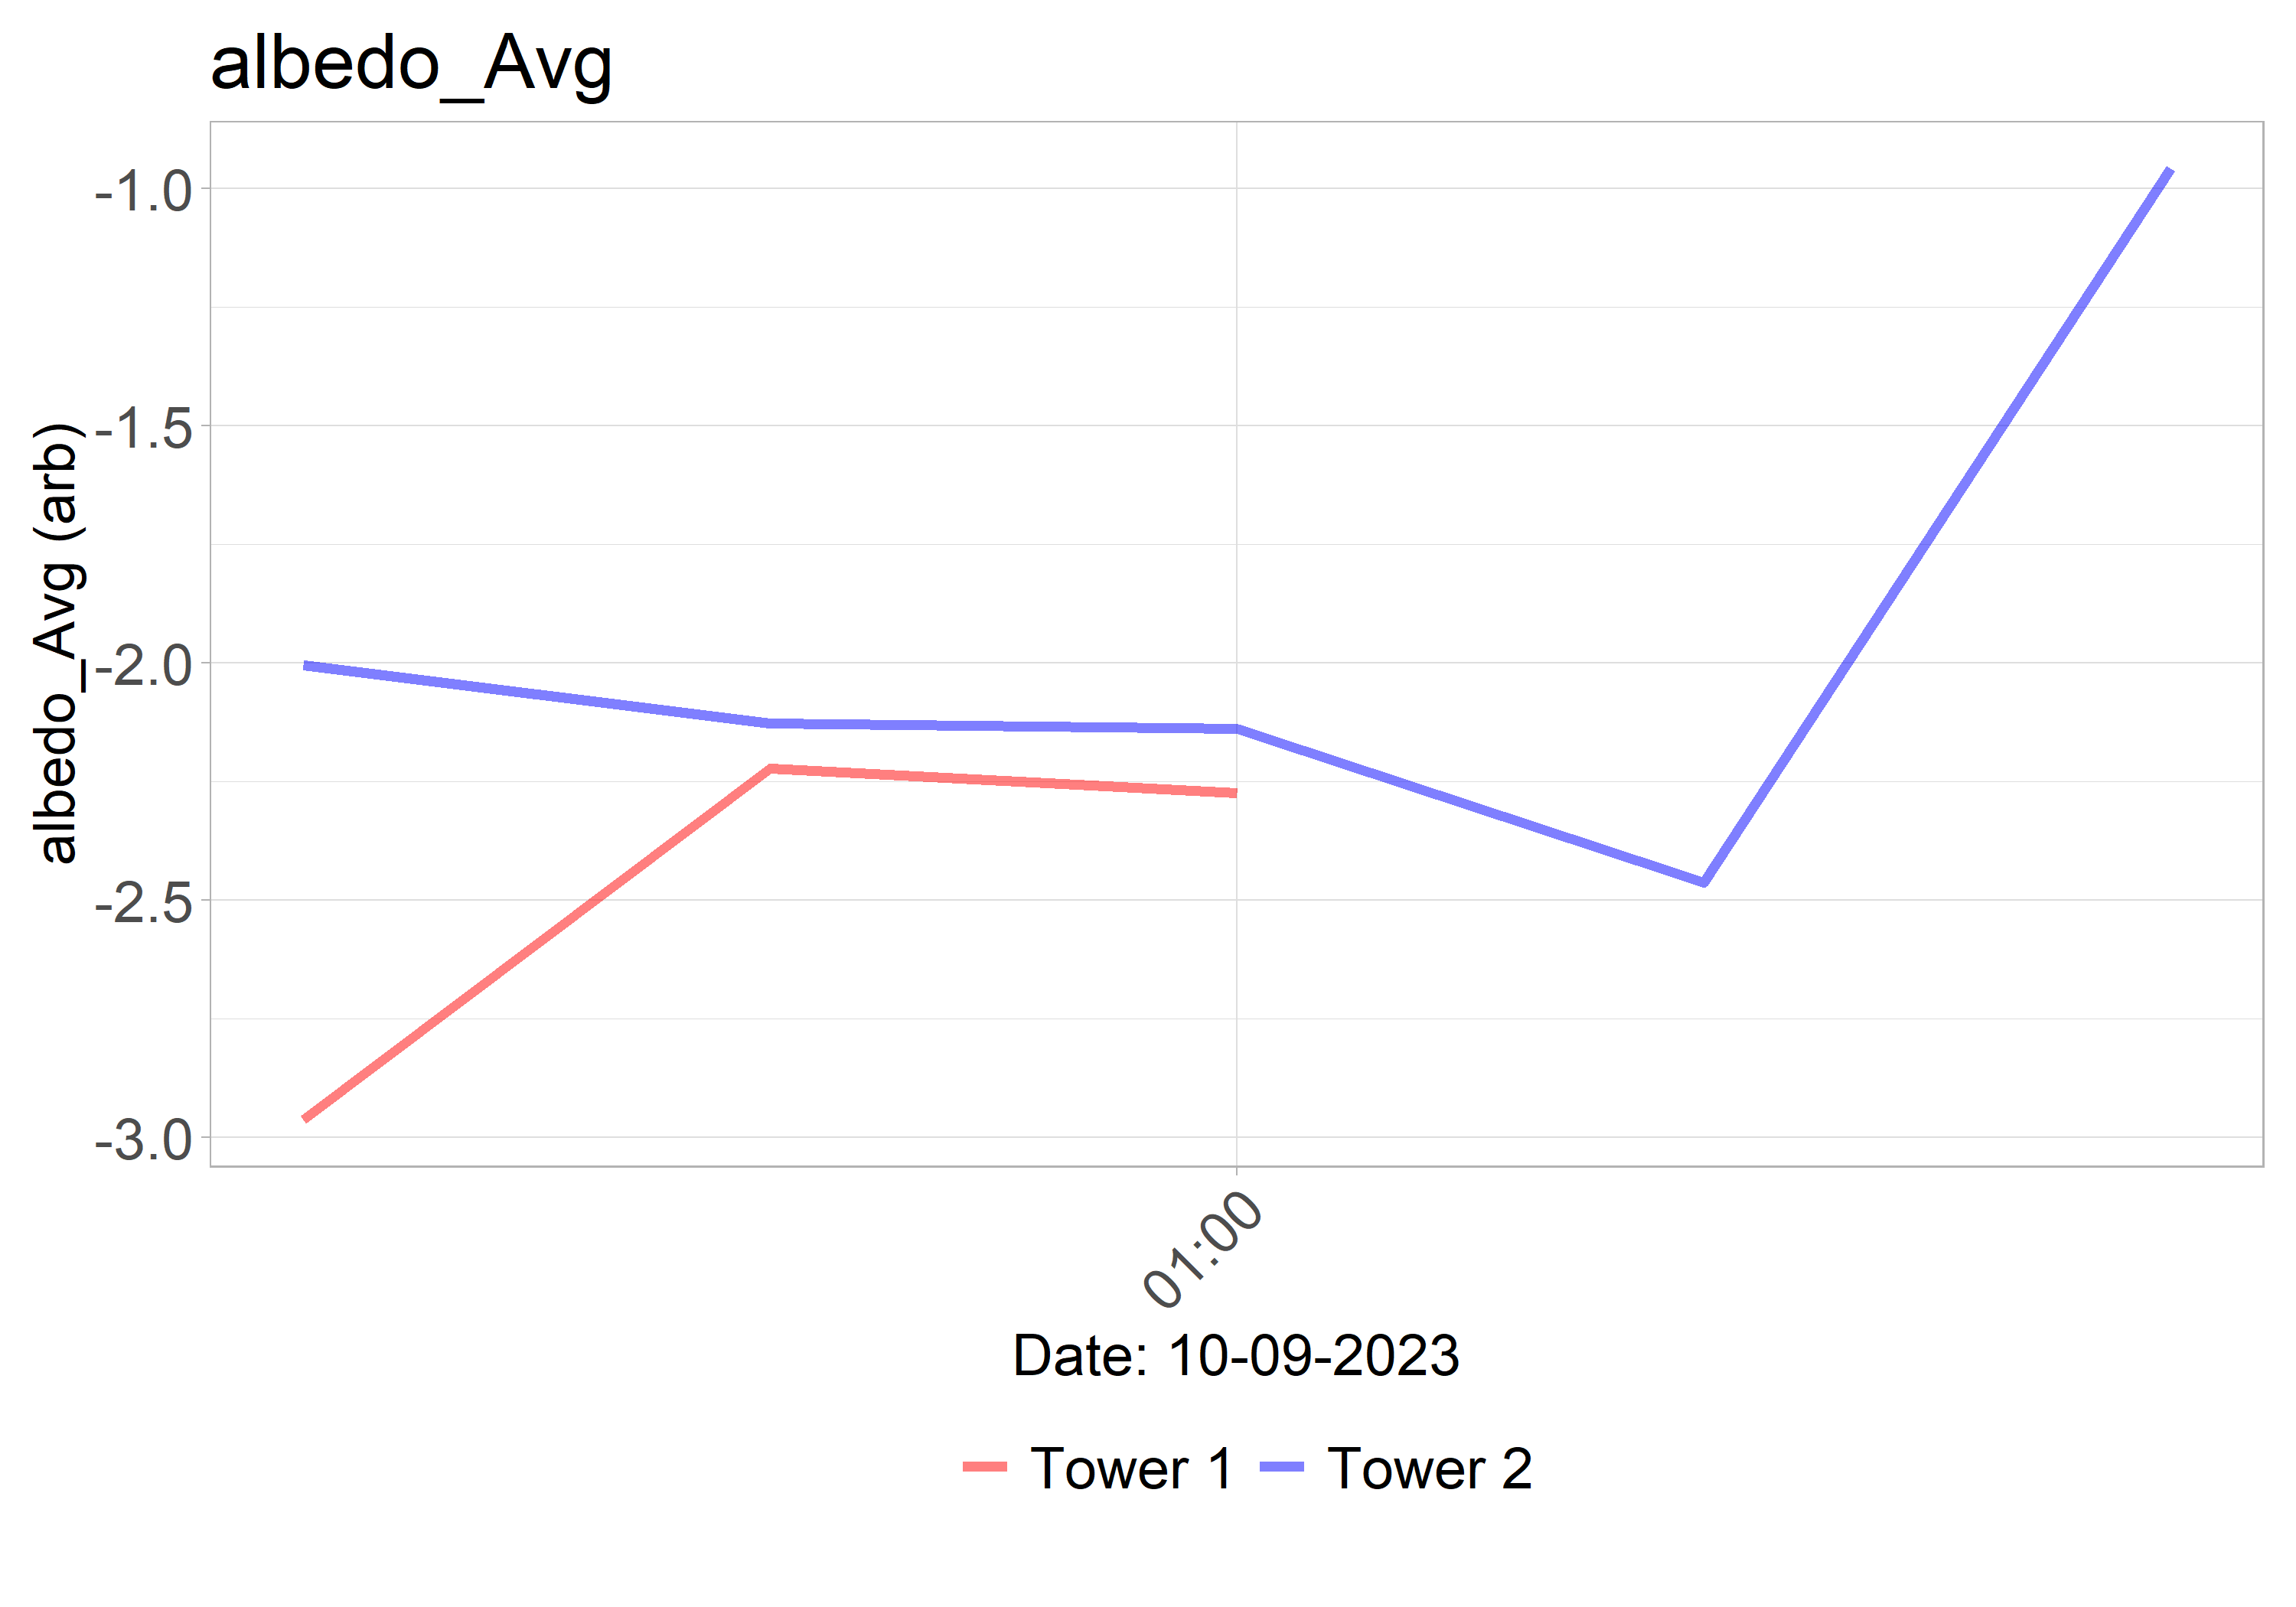 albedo_Avg
albedo_Avg (arb)
-1.0
-1.5
-2.0
-2.5
-3.0
01:00
Date: 10-09-2023
Tower 1
Tower 2